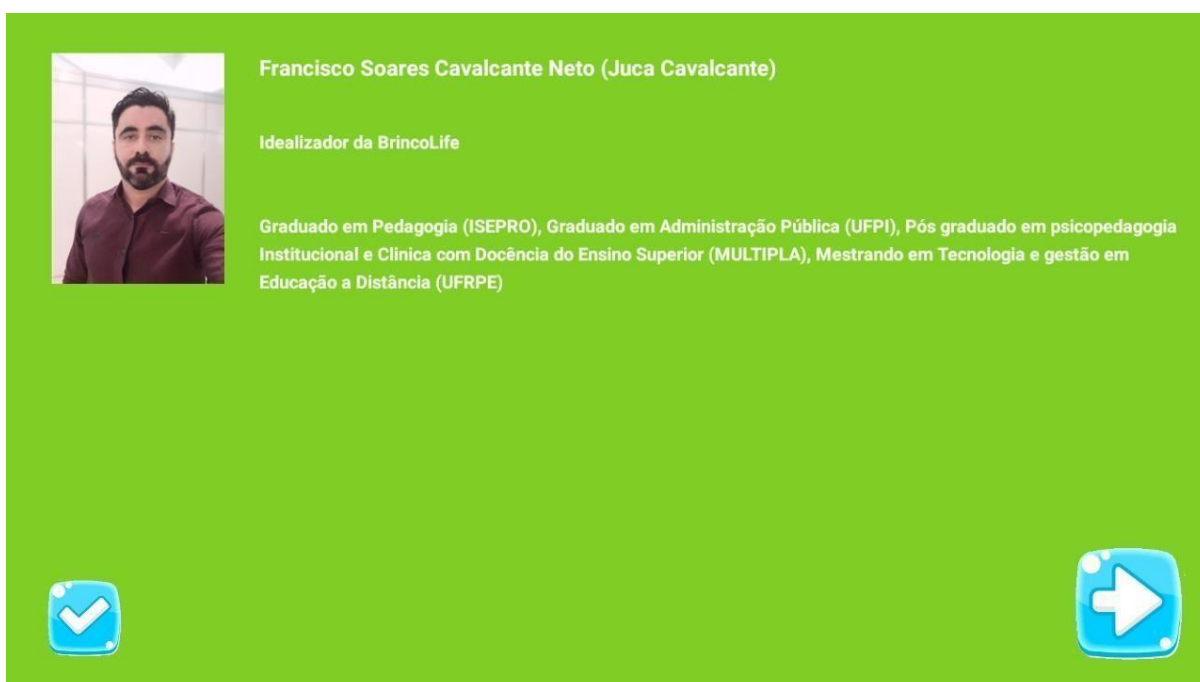 Francisco Soares Cavalcante Neto (Juca Cavalcante)
Idealizador da BrincoLife
Graduado em Pedagogia (ISEPRO), Graduado em Administração Pública (UFPI), Pós graduado em psicopedagogia
Institucional e Clinica com Docência do Ensino Superior (MULTIPLA), Mestrando em Tecnologia e gestão em
Educação a Distância (UFRPE)